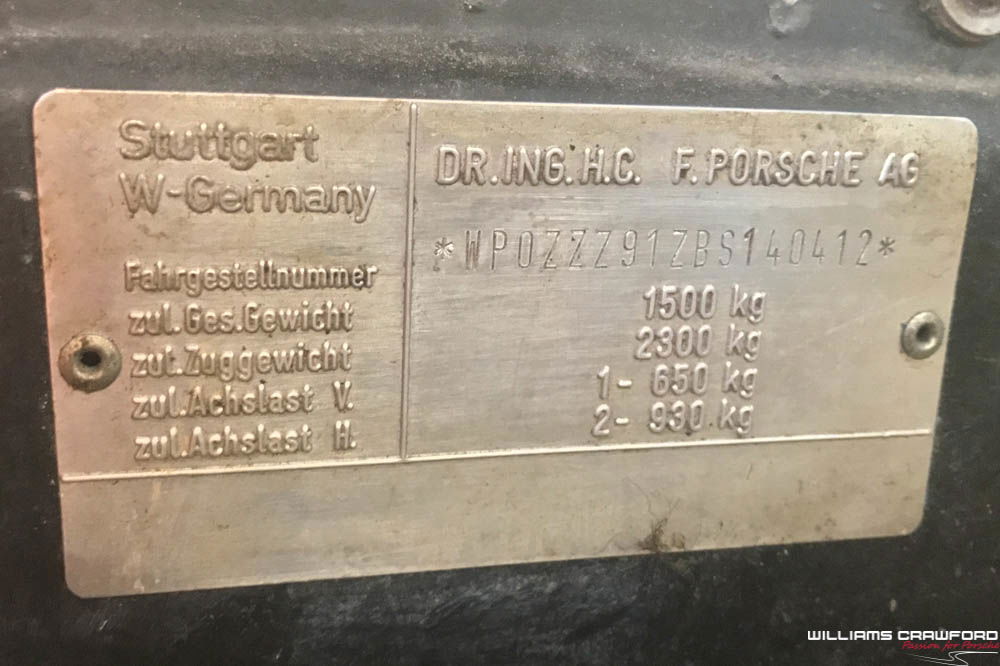 Stuttgart
W-Germany
DR.ING.H.C. F.PORSCHE AG
*WP0ZZZ91ZBS140412*
Fahrgestellnummer
zul.Ges.Gewicht 1500 kg
zul.Zuggewicht 2300 kg
zul.Achslast V. 1- 650 kg
zul.Achslast H. 2- 930 kg
WILLIAMS CRAWFORD
Passion for Porsche